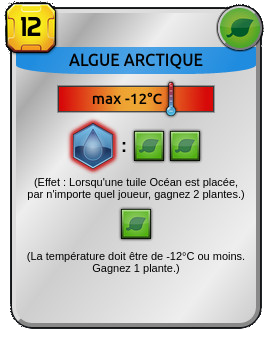 12
ALGUE ARCTIQUE
max -12°C
:
(Effet : Lorsqu'une tuile Océan est placée,
par n'importe quel joueur, gagnez 2 plantes.)
(La température doit être de -12°C ou moins.
Gagnez 1 plante.)